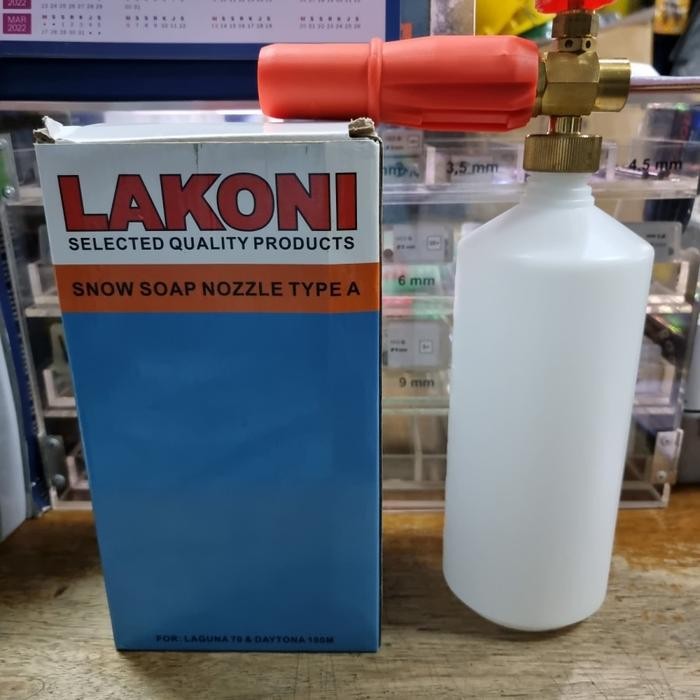 2022
MAR
2022
M S S R K J S
M S S R K J S
M S S R K J S
3,5 mm
4,5 mm
LAKONI
SELECTED QUALITY PRODUCTS
SNOW SOAP NOZZLE TYPE A
6 mm
9 mm
FOR: LAGUNA 70 & DAYTONA 100M